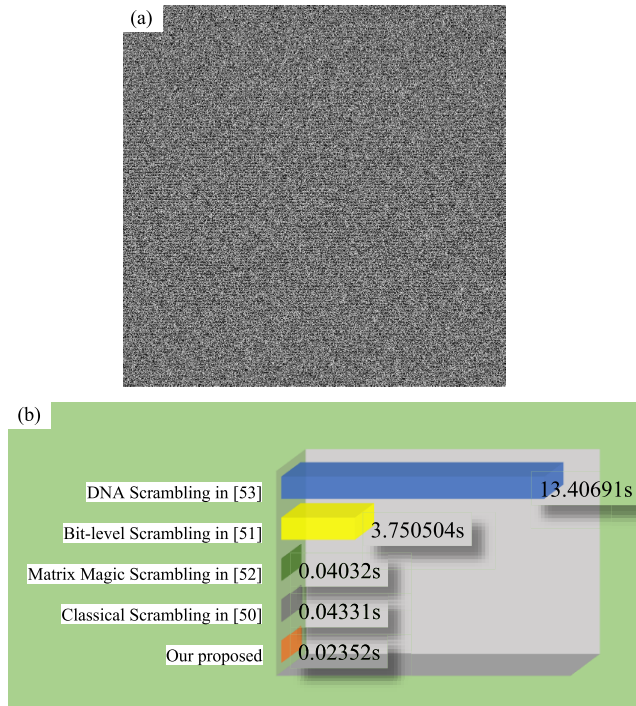 (a)
(b)
DNA Scrambling in [53] 13.40691s
Bit-level Scrambling in [51] 3.750504s
Matrix Magic Scrambling in [52] 0.04032s
Classical Scrambling in [50] 0.04331s
Our proposed 0.02352s